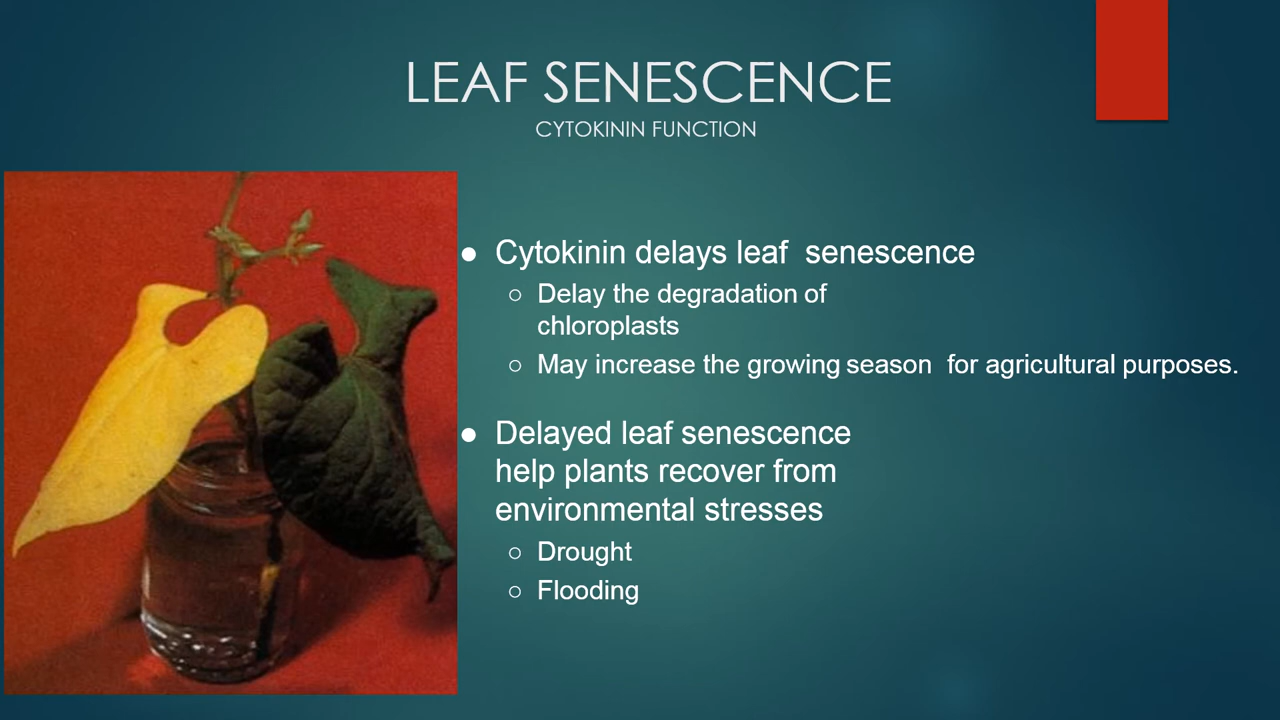 LEAF SENESCENCE
CYTOKININ FUNCTION
● Cytokinin delays leaf senescence
○ Delay the degradation of
chloroplasts
○ May increase the growing season for agricultural purposes.
● Delayed leaf senescence
help plants recover from
environmental stresses
○ Drought
○ Flooding